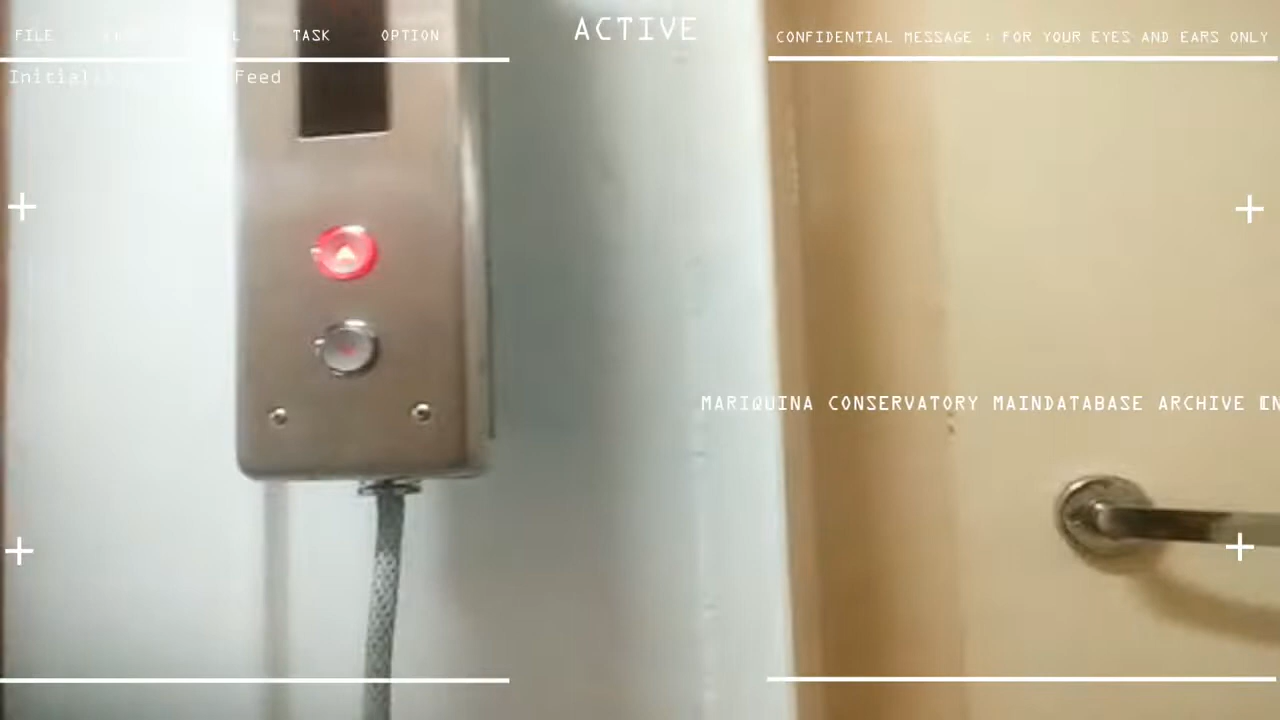 FILE TASK OPTION
ACTIVE
CONFIDENTIAL MESSAGE : FOR YOUR EYES AND EARS ONLY
Feed
MARIQUINA CONSERVATORY MAINDATABASE ARCHIVE